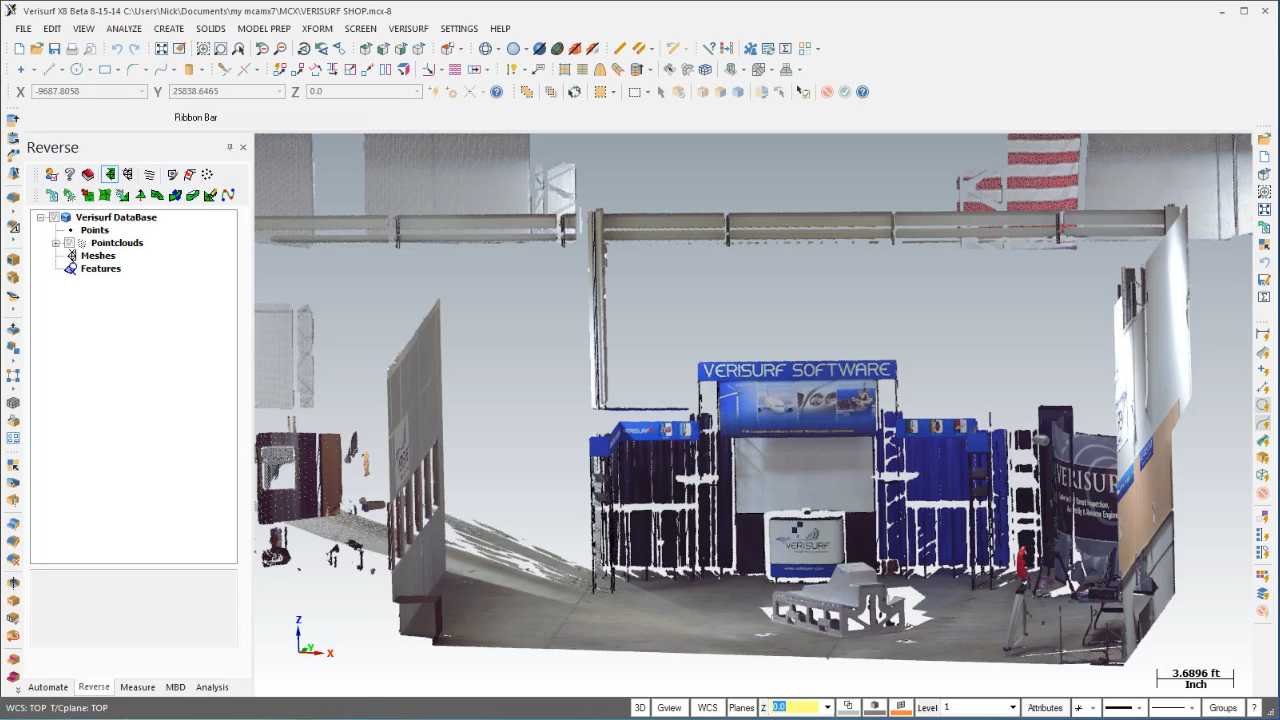 Verisurf X8 Beta 8-15-14 C:\Users\Nick\Documents\my mcamx7\MCX\VERISURF SHOP.mcx-8
FILE EDIT VIEW ANALYZE CREATE SOLIDS MODEL PREP XFORM SCREEN VERISURF SETTINGS HELP
X -9687.8058 Y 25838.6465 Z 0.0
Ribbon Bar
Reverse
Verisurf DataBase
Points
Pointclouds
Meshes
Features
VERISURF SOFTWARE
VERISURF
VERISURF
Z
Y
X
3.6896 ft
Inch
Automate Reverse Measure MBD Analysis
WCS: TOP T/Cplane: TOP
3D Gview WCS Planes Z 0.0 Level 1 Attributes Groups ?